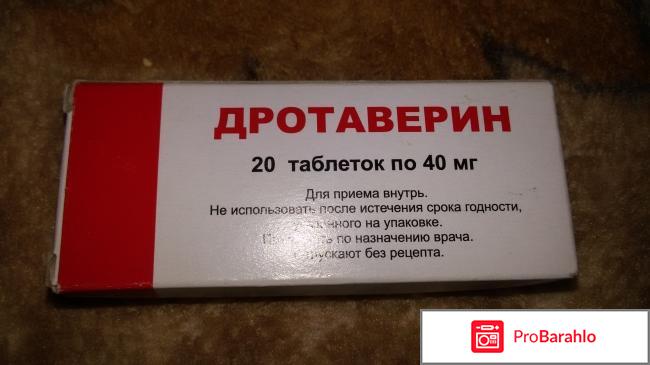 ДРОТАВЕРИН
20 таблеток по 40 мг
Для приема внутрь.
Не использовать после истечения срока годности,
на упаковке.
по назначению врача.
без рецепта.
ProBarahlo